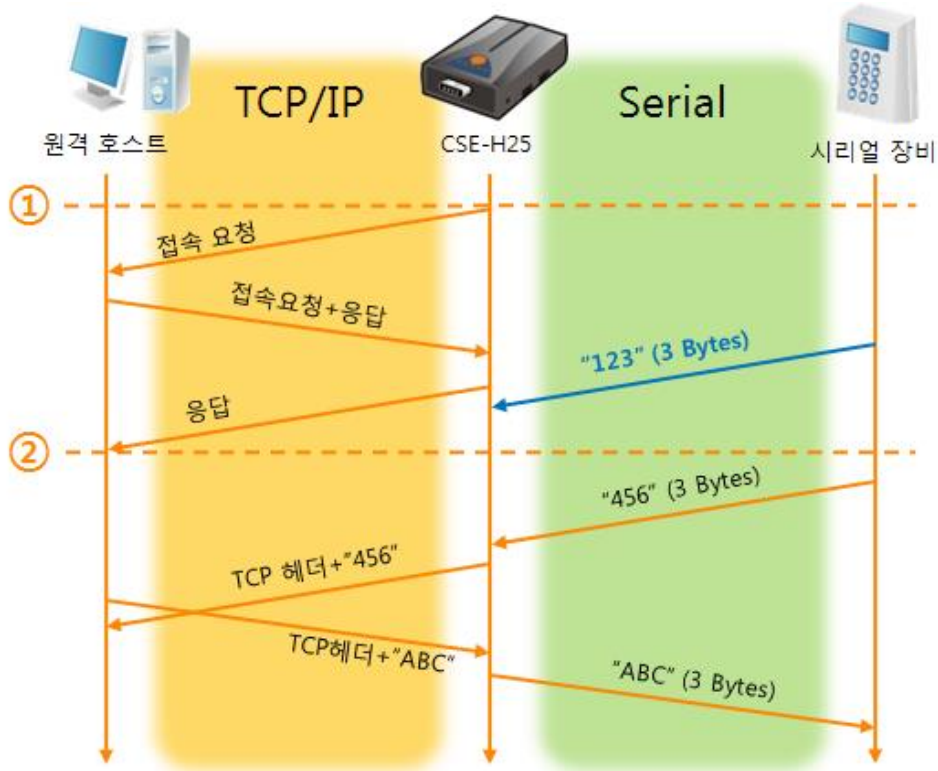 TCP/IP
Serial
원격 호스트
CSE-H25
시리얼 장비
①
접속 요청
접속요청+응답
"123" (3 Bytes)
응답
②
"456" (3 Bytes)
TCP 헤더+"456"
TCP헤더+"ABC"
"ABC" (3 Bytes)